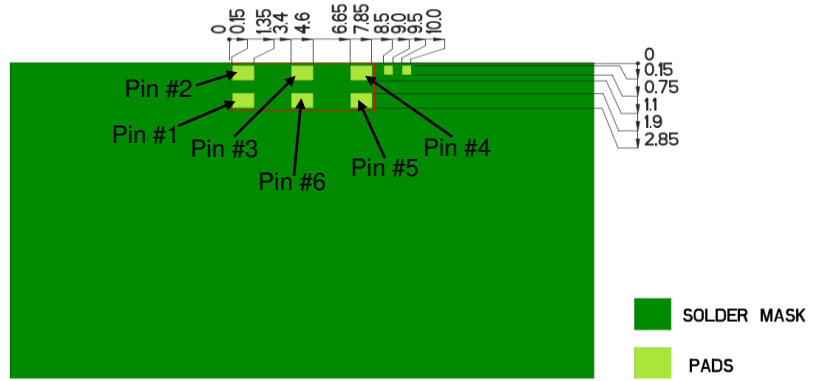 0
0.15
1.35
3.4
4.6
6.65
7.85
8.5
9.0
9.5
10.0
0
0.15
0.75
1.1
1.9
2.85
Pin #2
Pin #1
Pin #3
Pin #4
Pin #5
Pin #6
SOLDER MASK
PADS